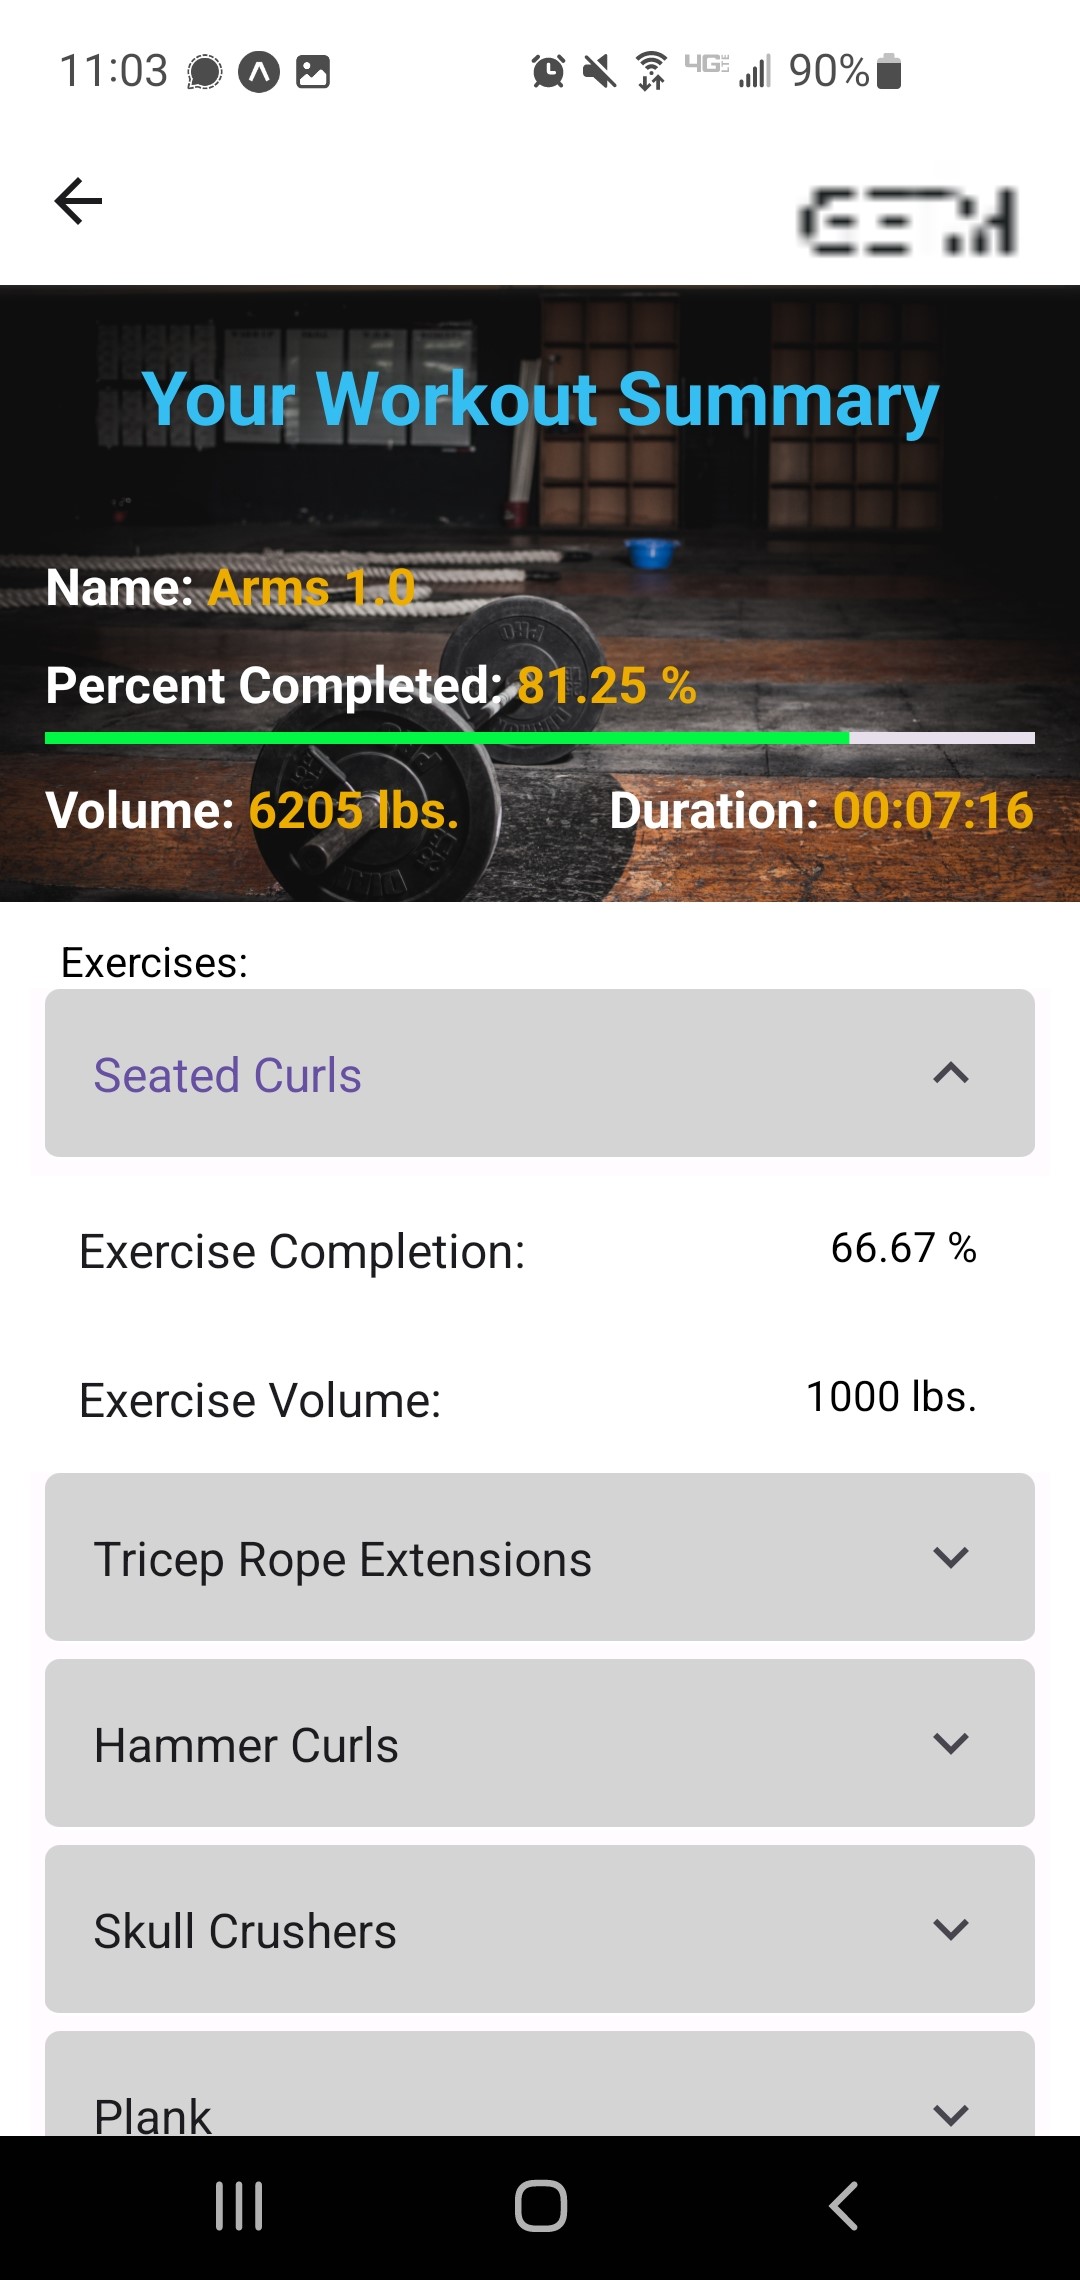 11:03 4G LTE 90%
Your Workout Summary
Name: Arms 1.0
Percent Completed: 81.25 %
Volume: 6205 lbs. Duration: 00:07:16
Exercises:
Seated Curls
Exercise Completion: 66.67 %
Exercise Volume: 1000 lbs.
Tricep Rope Extensions
Hammer Curls
Skull Crushers
Plank